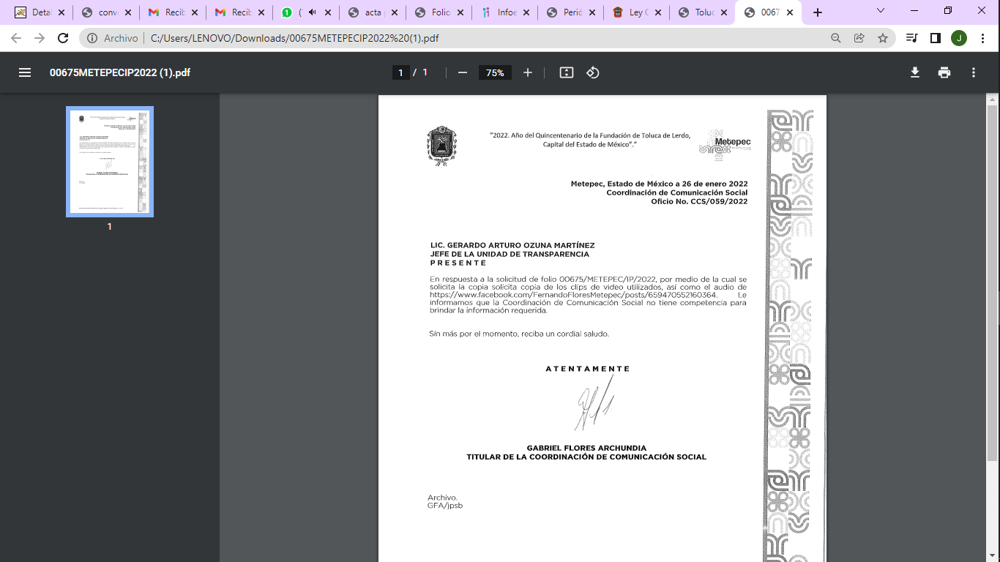 Detal
conv
Recib
Recib
(
acta
Folio
Infoe
Perió
Ley
Toluc
0067
Archivo
C:/Users/LENOVO/Downloads/00675METEPECIP2022%20(1).pdf
J
00675METEPECIP2022 (1).pdf
1 / 1
75%
1
"2022. Año del Quincentenario de la Fundación de Toluca de Lerdo,
Capital del Estado de México"."
Metepec
Metepec, Estado de México a 26 de enero 2022
Coordinación de Comunicación Social
Oficio No. CCS/059/2022
LIC. GERARDO ARTURO OZUNA MARTÍNEZ
JEFE DE LA UNIDAD DE TRANSPARENCIA
P R E S E N T E
En respuesta a la solicitud de folio 00675/METEPEC/IP/2022, por medio de la cual se
solicita la copia solicita copia de los clips de video utilizados, así como el audio de
https://www.facebook.com/FernandoFloresMetepec/posts/659470552160364. Le
informamos que la Coordinación de Comunicación Social no tiene competencia para
brindar la información requerida.
Sin más por el momento, reciba un cordial saludo.
A T E N T A M E N T E
GABRIEL FLORES ARCHUNDIA
TITULAR DE LA COORDINACIÓN DE COMUNICACIÓN SOCIAL
Archivo.
GFA/jpsb